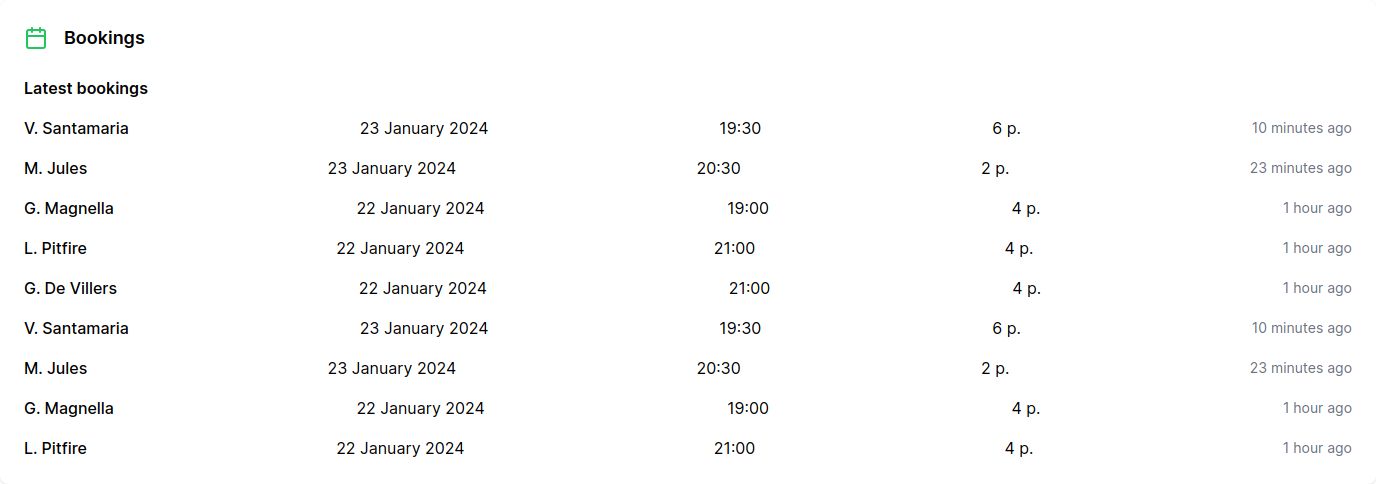 Bookings
Latest bookings
V. Santamaria 23 January 2024 19:30 6 p. 10 minutes ago
M. Jules 23 January 2024 20:30 2 p. 23 minutes ago
G. Magnella 22 January 2024 19:00 4 p. 1 hour ago
L. Pitfire 22 January 2024 21:00 4 p. 1 hour ago
G. De Villers 22 January 2024 21:00 4 p. 1 hour ago
V. Santamaria 23 January 2024 19:30 6 p. 10 minutes ago
M. Jules 23 January 2024 20:30 2 p. 23 minutes ago
G. Magnella 22 January 2024 19:00 4 p. 1 hour ago
L. Pitfire 22 January 2024 21:00 4 p. 1 hour ago